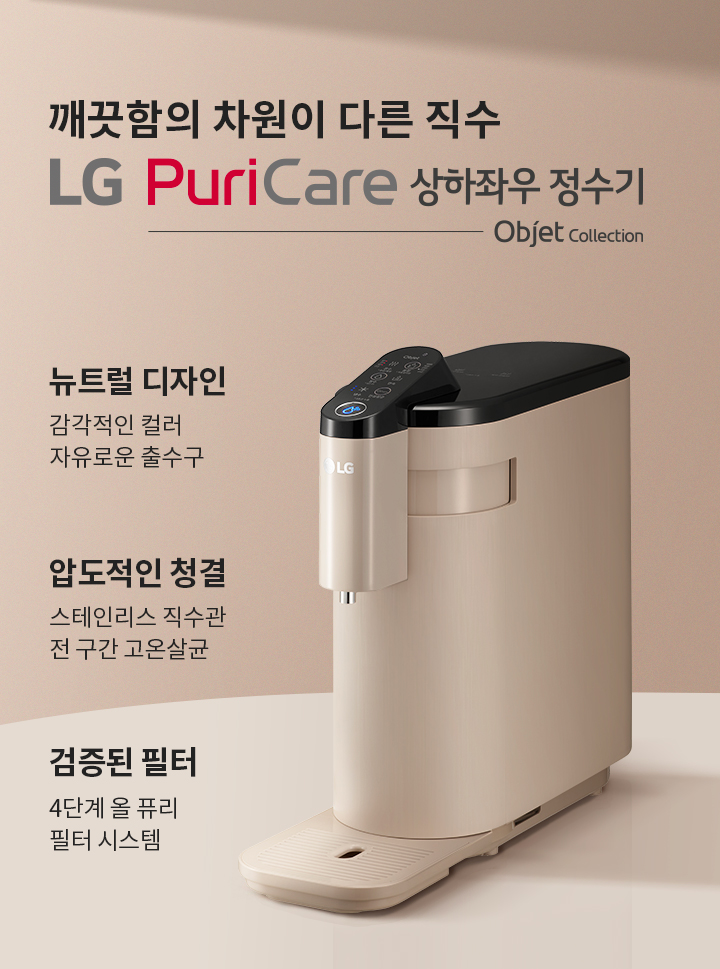 깨끗함의 차원이 다른 직수
LG PuriCare 상하좌우 정수기
Objet Collection
뉴트럴 디자인
감각적인 컬러
자유로운 출수구
LG
압도적인 청결
스테인리스 직수관
전 구간 고온살균
검증된 필터
4단계 올 퓨리
필터 시스템